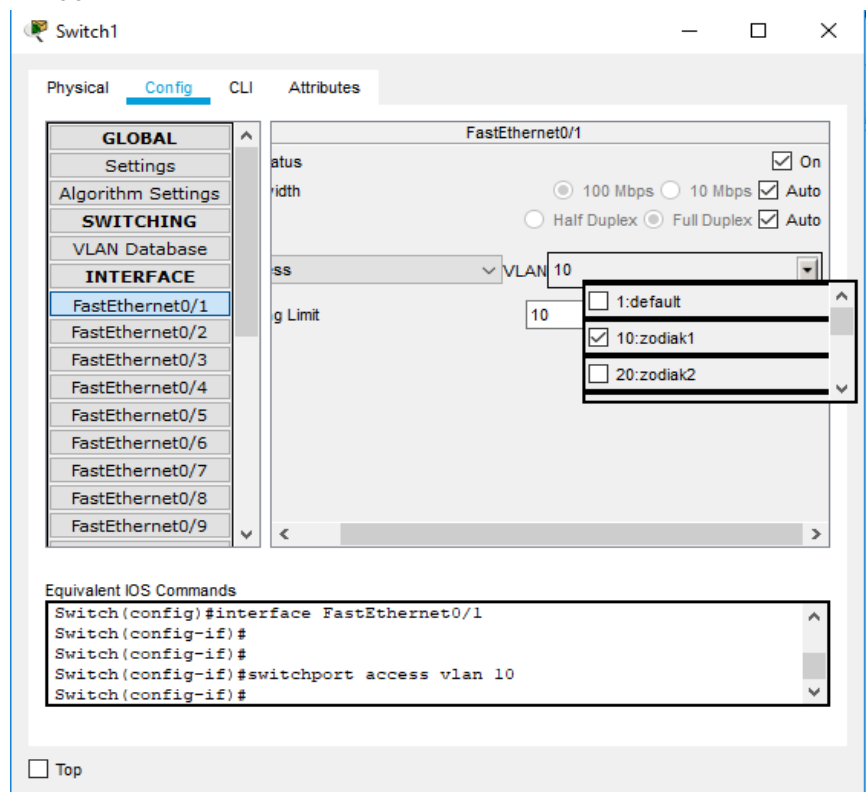 Switch1
Physical Config CLI Attributes
GLOBAL
Settings
Algorithm Settings
SWITCHING
VLAN Database
INTERFACE
FastEthernet0/1
FastEthernet0/2
FastEthernet0/3
FastEthernet0/4
FastEthernet0/5
FastEthernet0/6
FastEthernet0/7
FastEthernet0/8
FastEthernet0/9
FastEthernet0/1
atus On
idth 100 Mbps 10 Mbps Auto
Half Duplex Full Duplex Auto
ss VLAN 10
1:default
g Limit 10
10:zodiak1
20:zodiak2
Equivalent IOS Commands
Switch(config)#interface FastEthernet0/1
Switch(config-if)#
Switch(config-if)#
Switch(config-if)#switchport access vlan 10
Switch(config-if)#
Top